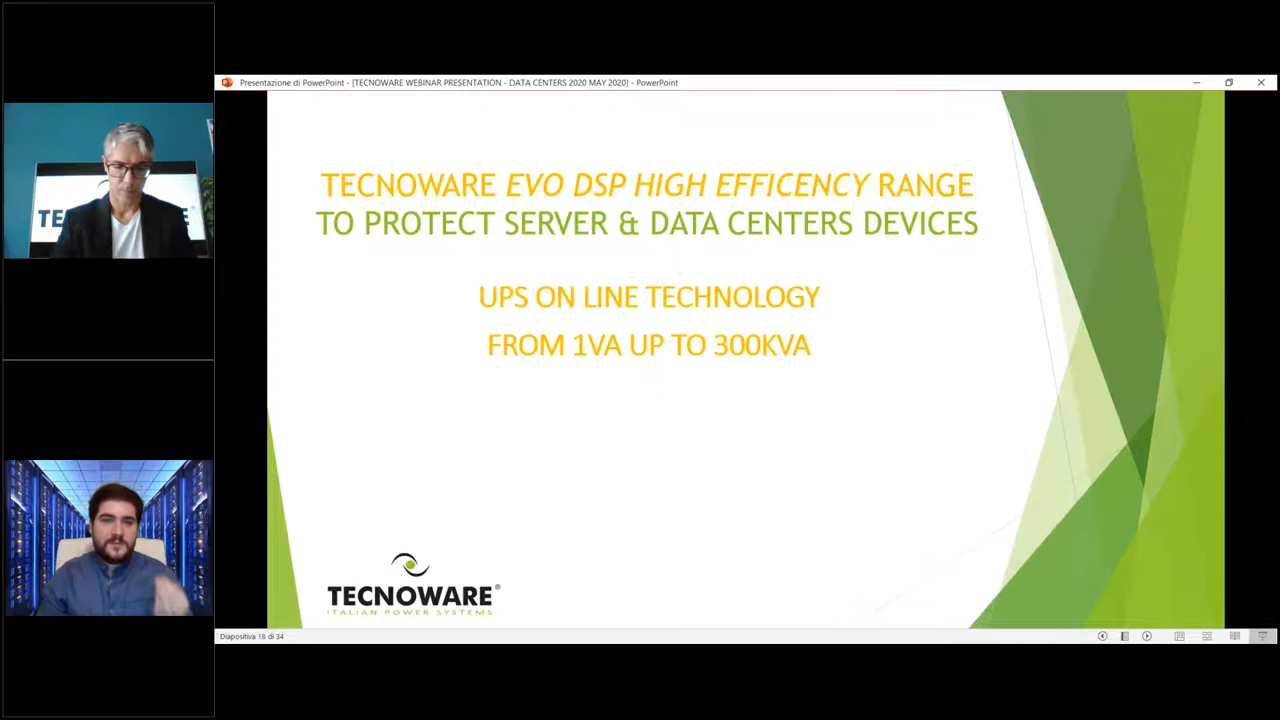 Presentazione di PowerPoint - [TECNOWARE WEBINAR PRESENTATION - DATA CENTERS 2020 MAY 2020] - PowerPoint
TECNOWARE EVO DSP HIGH EFFICENCY RANGE
TO PROTECT SERVER & DATA CENTERS DEVICES
UPS ON LINE TECHNOLOGY
FROM 1VA UP TO 300KVA
TECNOWARE®
ITALIAN POWER SYSTEMS
Diapositiva 18 di 34